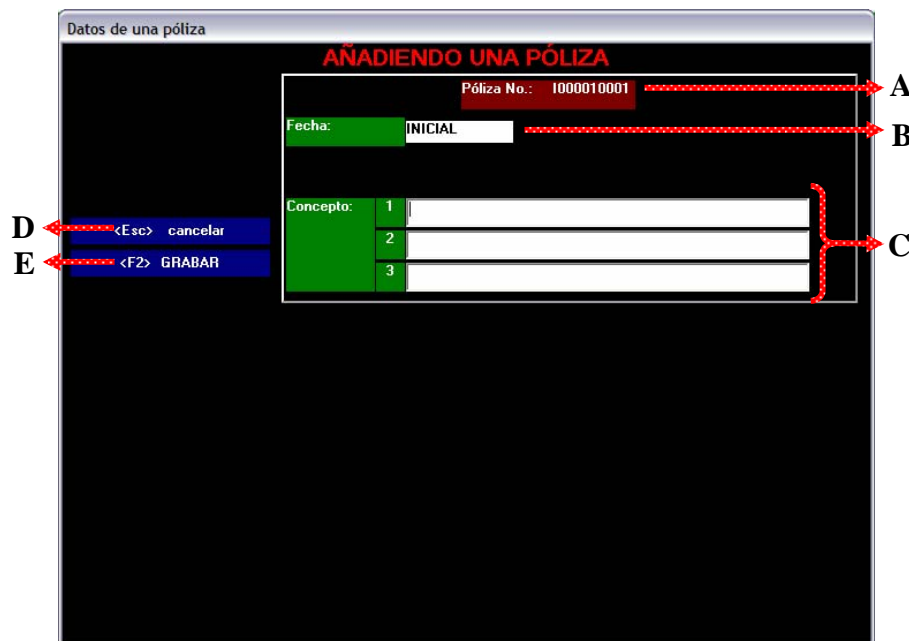 Datos de una póliza
AÑADIENDO UNA PÓLIZA
Póliza No.: I000010001
A
Fecha: INICIAL
B
Concepto: 1
2
3
C
D
<Esc> cancelar
E
<F2> GRABAR